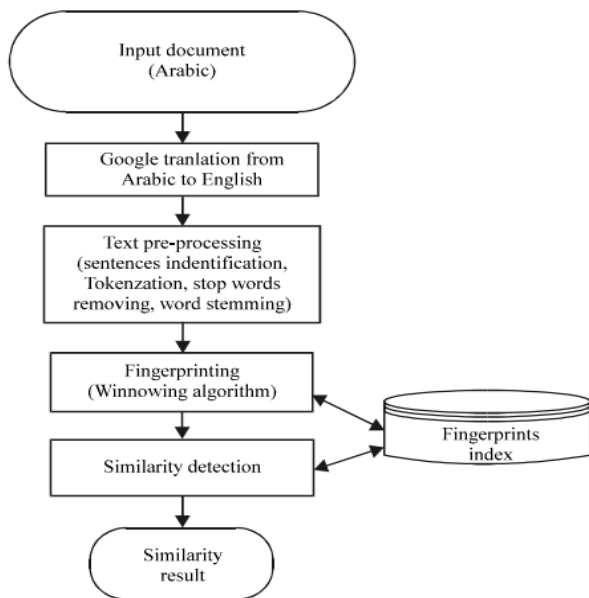 Input document
(Arabic)
Google tranlation from
Arabic to English
Text pre-processing
(sentences indentification,
Tokenzation, stop words
removing, word stemming)
Fingerprinting
(Winnowing algorithm)
Fingerprints
index
Similarity detection
Similarity
result